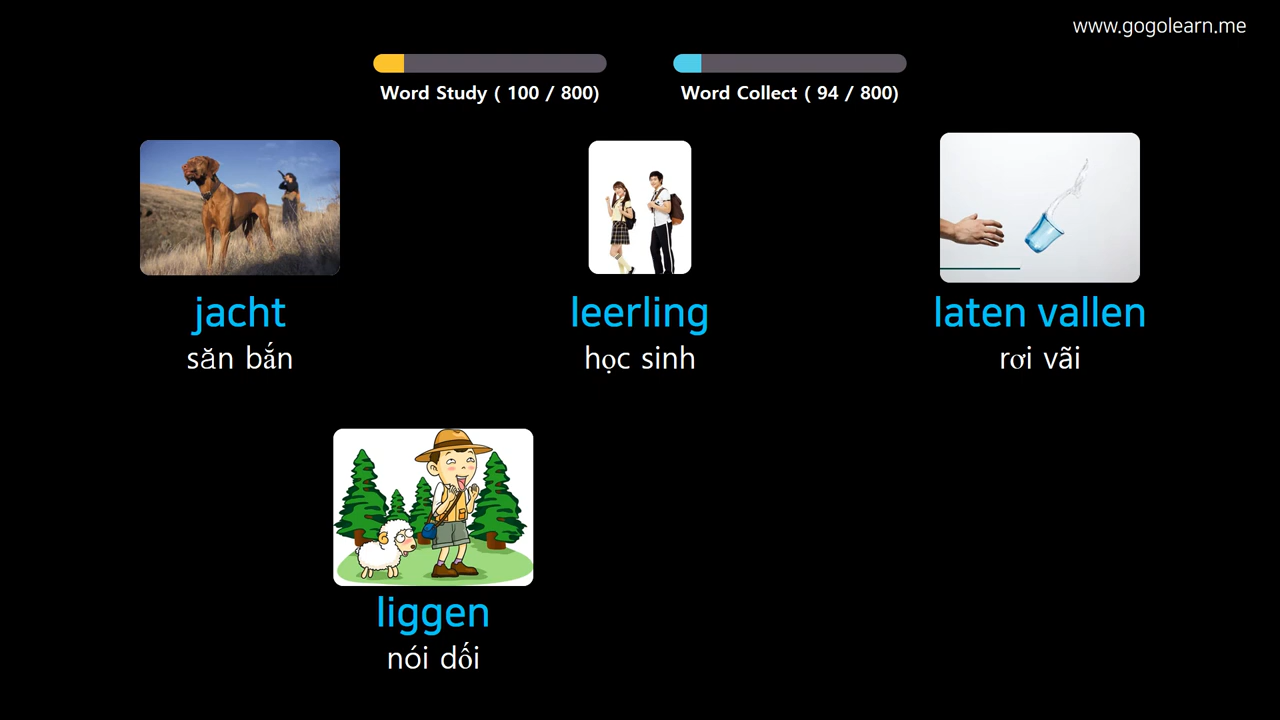 www.gogolearn.me
Word Study ( 100 / 800)
Word Collect ( 94 / 800)
jacht
săn bắn
leerling
học sinh
laten vallen
rơi vãi
liggen
nói dối